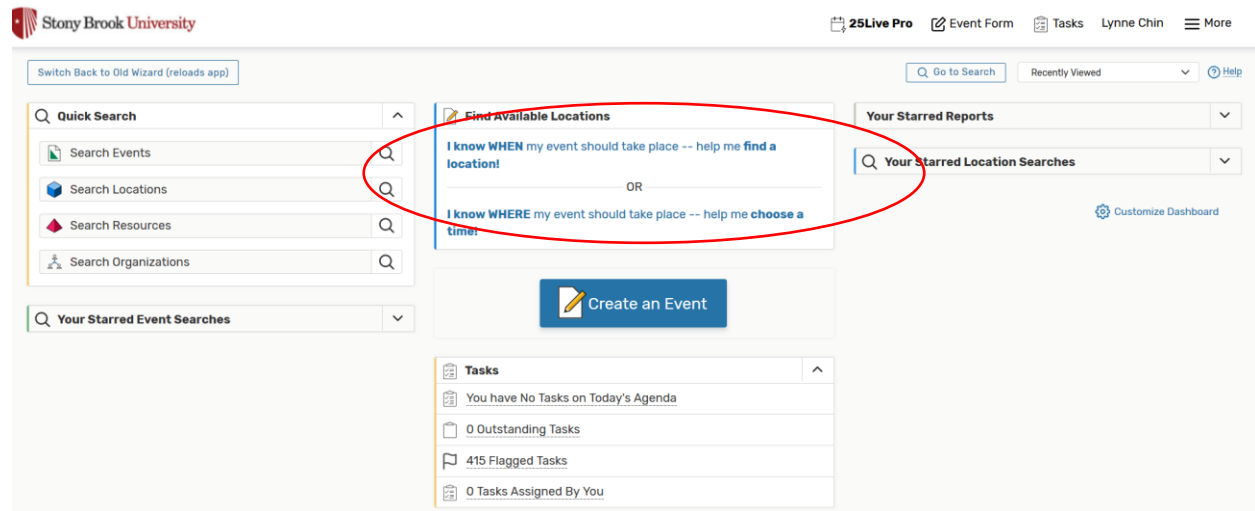 Stony Brook University
25Live Pro Event Form Tasks Lynne Chin More
Switch Back to Old Wizard (reloads app)
Go to Search Recently Viewed Help
Quick Search
Search Events
Search Locations
Search Resources
Search Organizations
Your Starred Event Searches
Find Available Locations
I know WHEN my event should take place -- help me find a
location!
OR
I know WHERE my event should take place -- help me choose a
time!
Create an Event
Tasks
You have No Tasks on Today's Agenda
0 Outstanding Tasks
415 Flagged Tasks
0 Tasks Assigned By You
Your Starred Reports
Your Starred Location Searches
Customize Dashboard